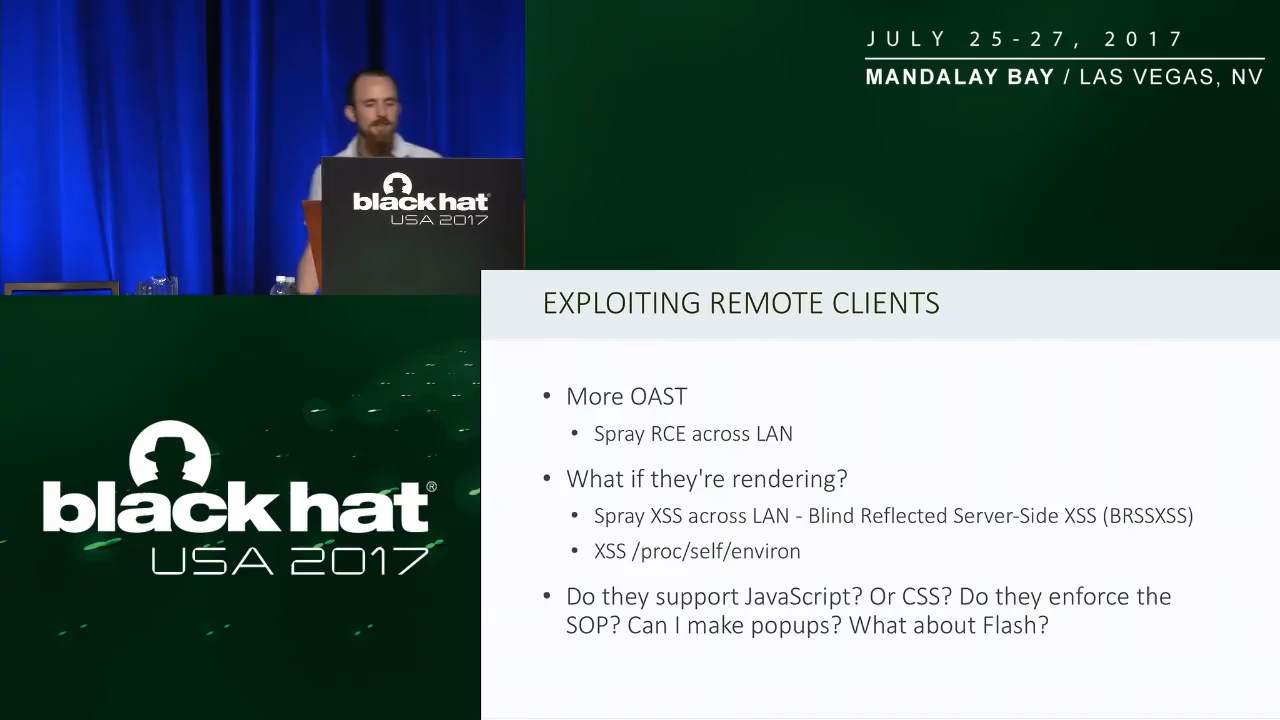 JULY 25-27, 2017
MANDALAY BAY / LAS VEGAS, NV
black hat
USA 2017
EXPLOITING REMOTE CLIENTS
• More OAST
• Spray RCE across LAN
• What if they're rendering?
• Spray XSS across LAN - Blind Reflected Server-Side XSS (BRSSXSS)
• XSS /proc/self/environ
• Do they support JavaScript? Or CSS? Do they enforce the
SOP? Can I make popups? What about Flash?
black hat®
USA 2017